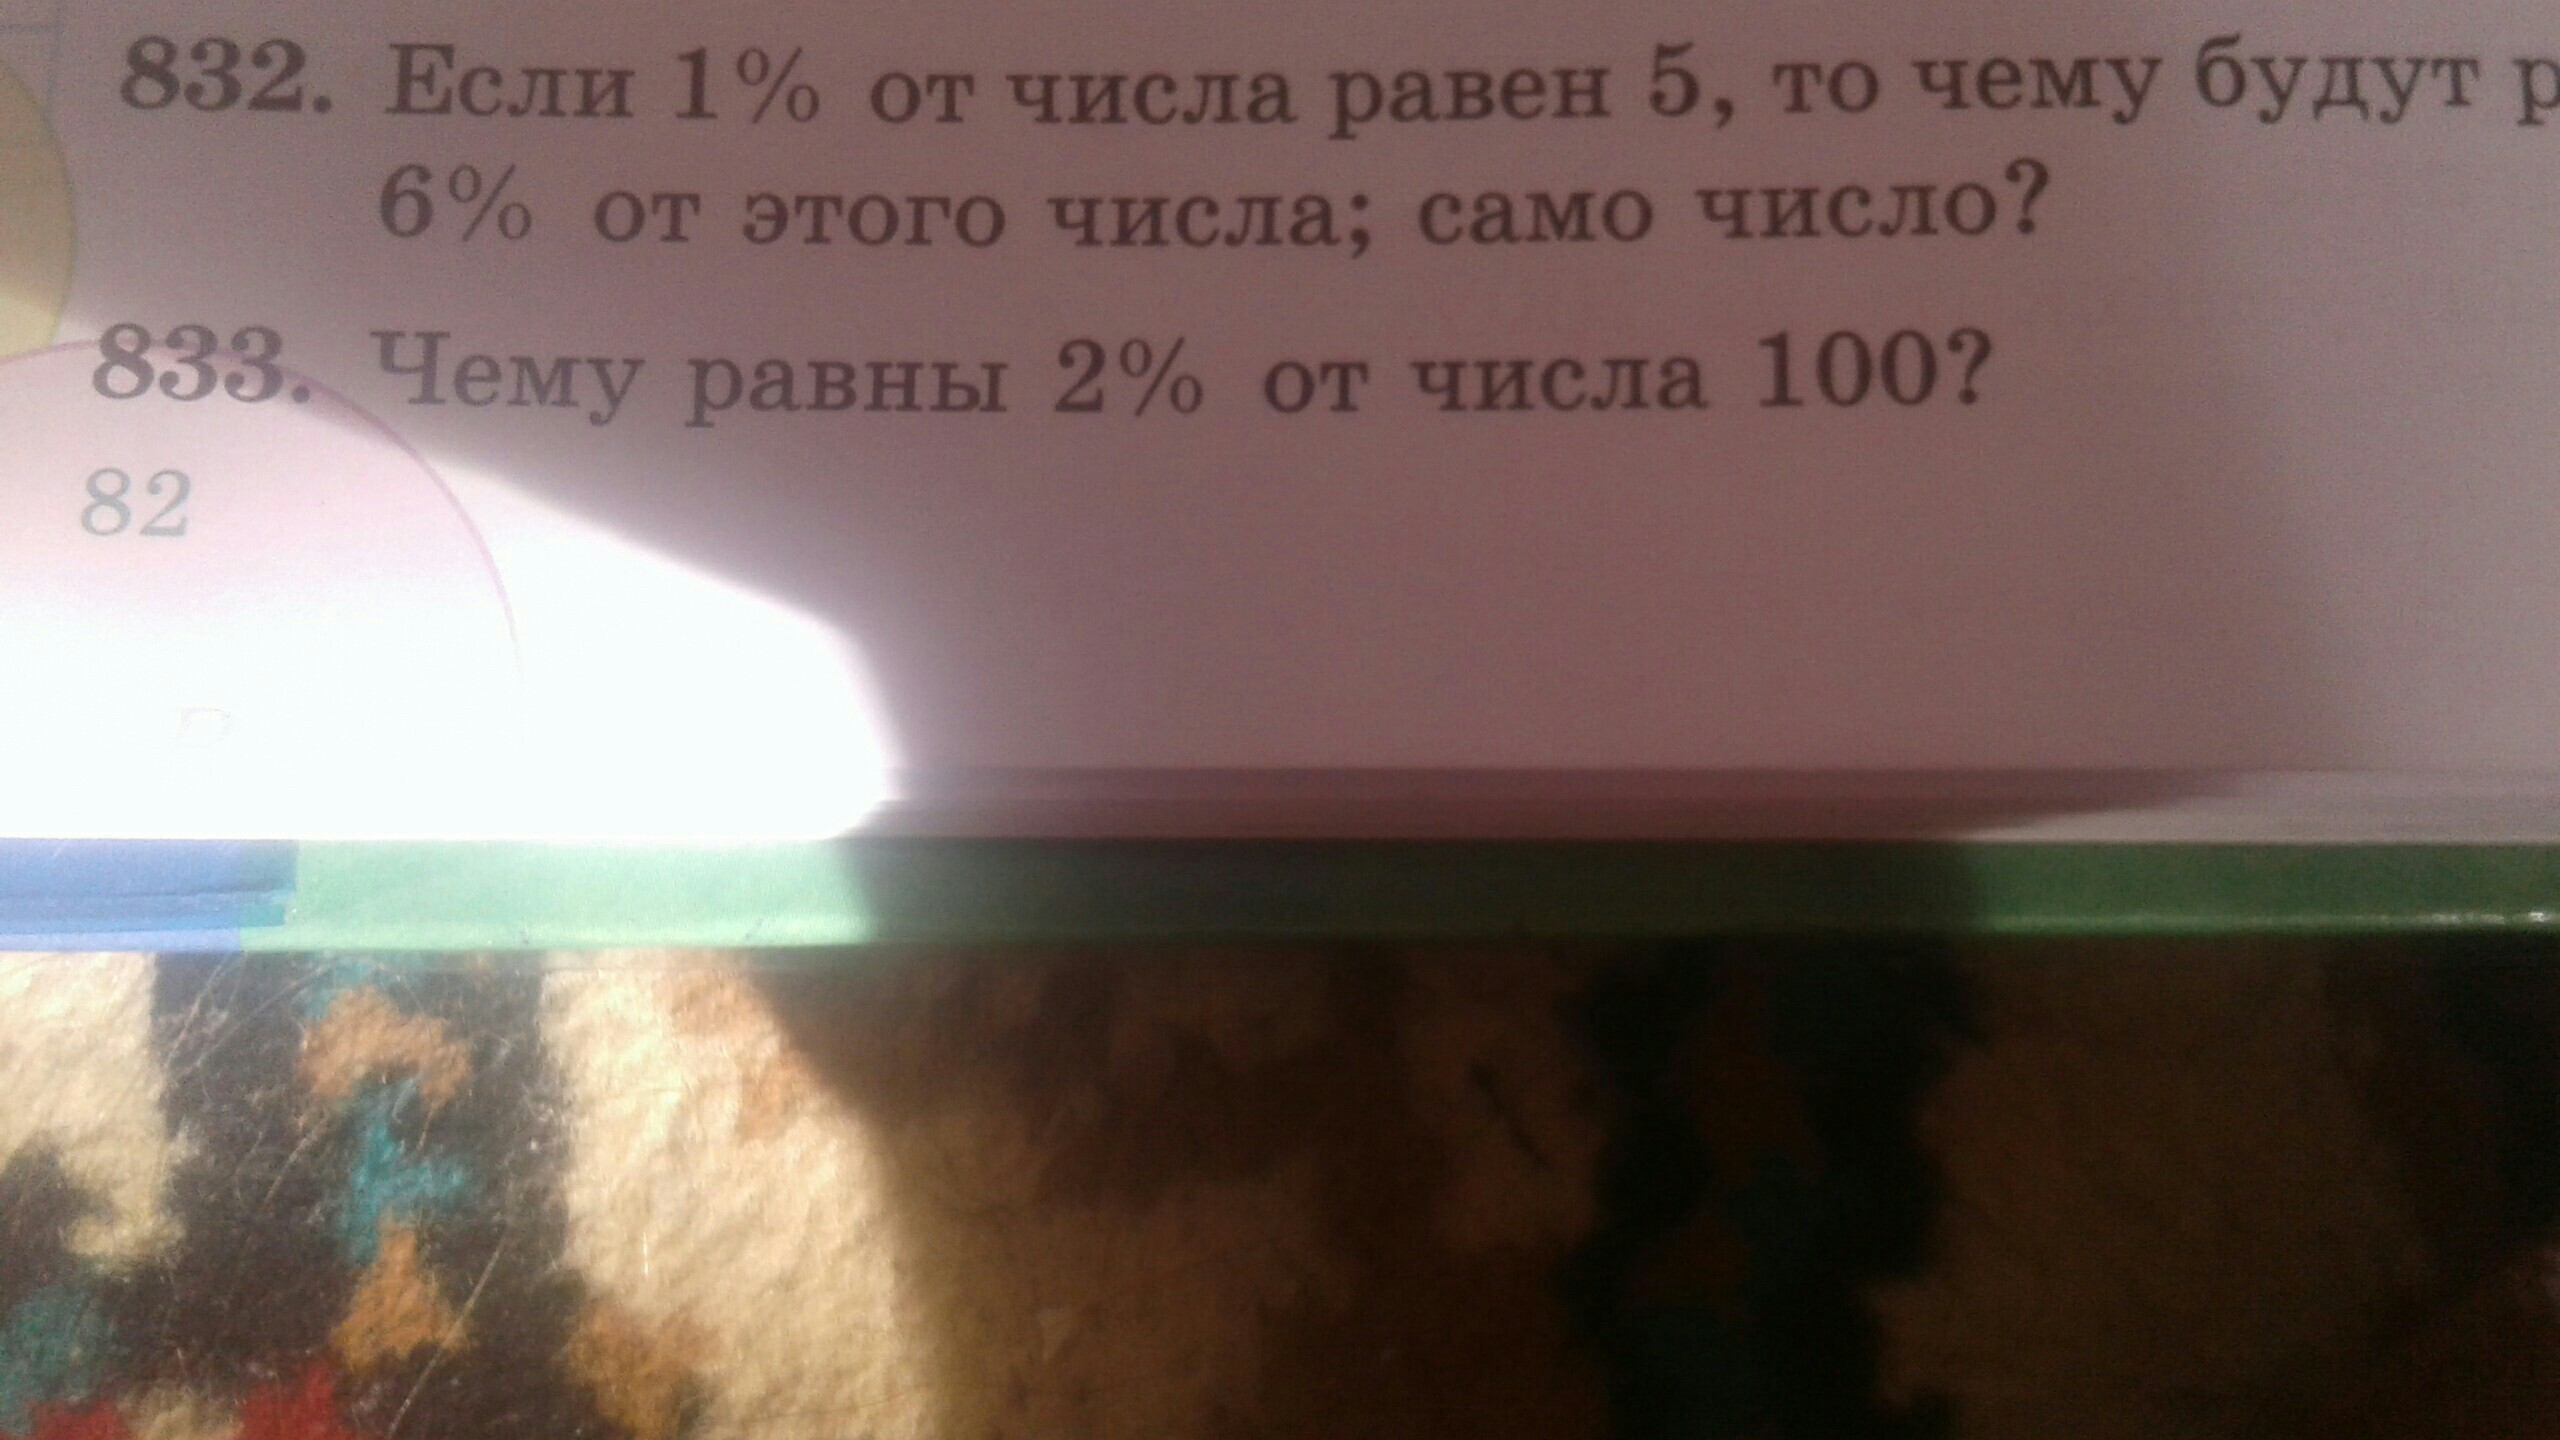 832. Если 1% от числа равен 5, то чему будут
6% от этого числа; само число?
833. Чему равны 2% от числа 100?
82